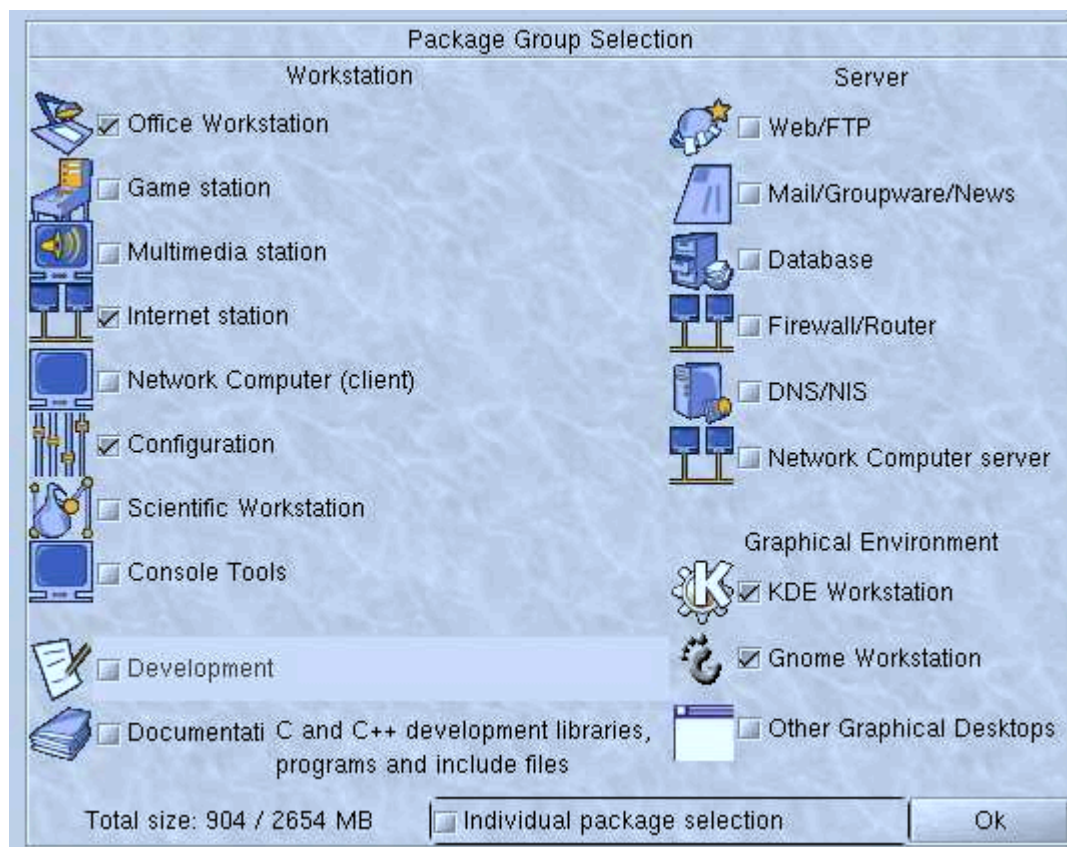 Package Group Selection
Workstation
Office Workstation
Game station
Multimedia station
Internet station
Network Computer (client)
Configuration
Scientific Workstation
Console Tools
Development
Documentati
C and C++ development libraries,
programs and include files
Server
Web/FTP
Mail/Groupware/News
Database
Firewall/Router
DNS/NIS
Network Computer server
Graphical Environment
KDE Workstation
Gnome Workstation
Other Graphical Desktops
Total size: 904 / 2654 MB
Individual package selection
Ok